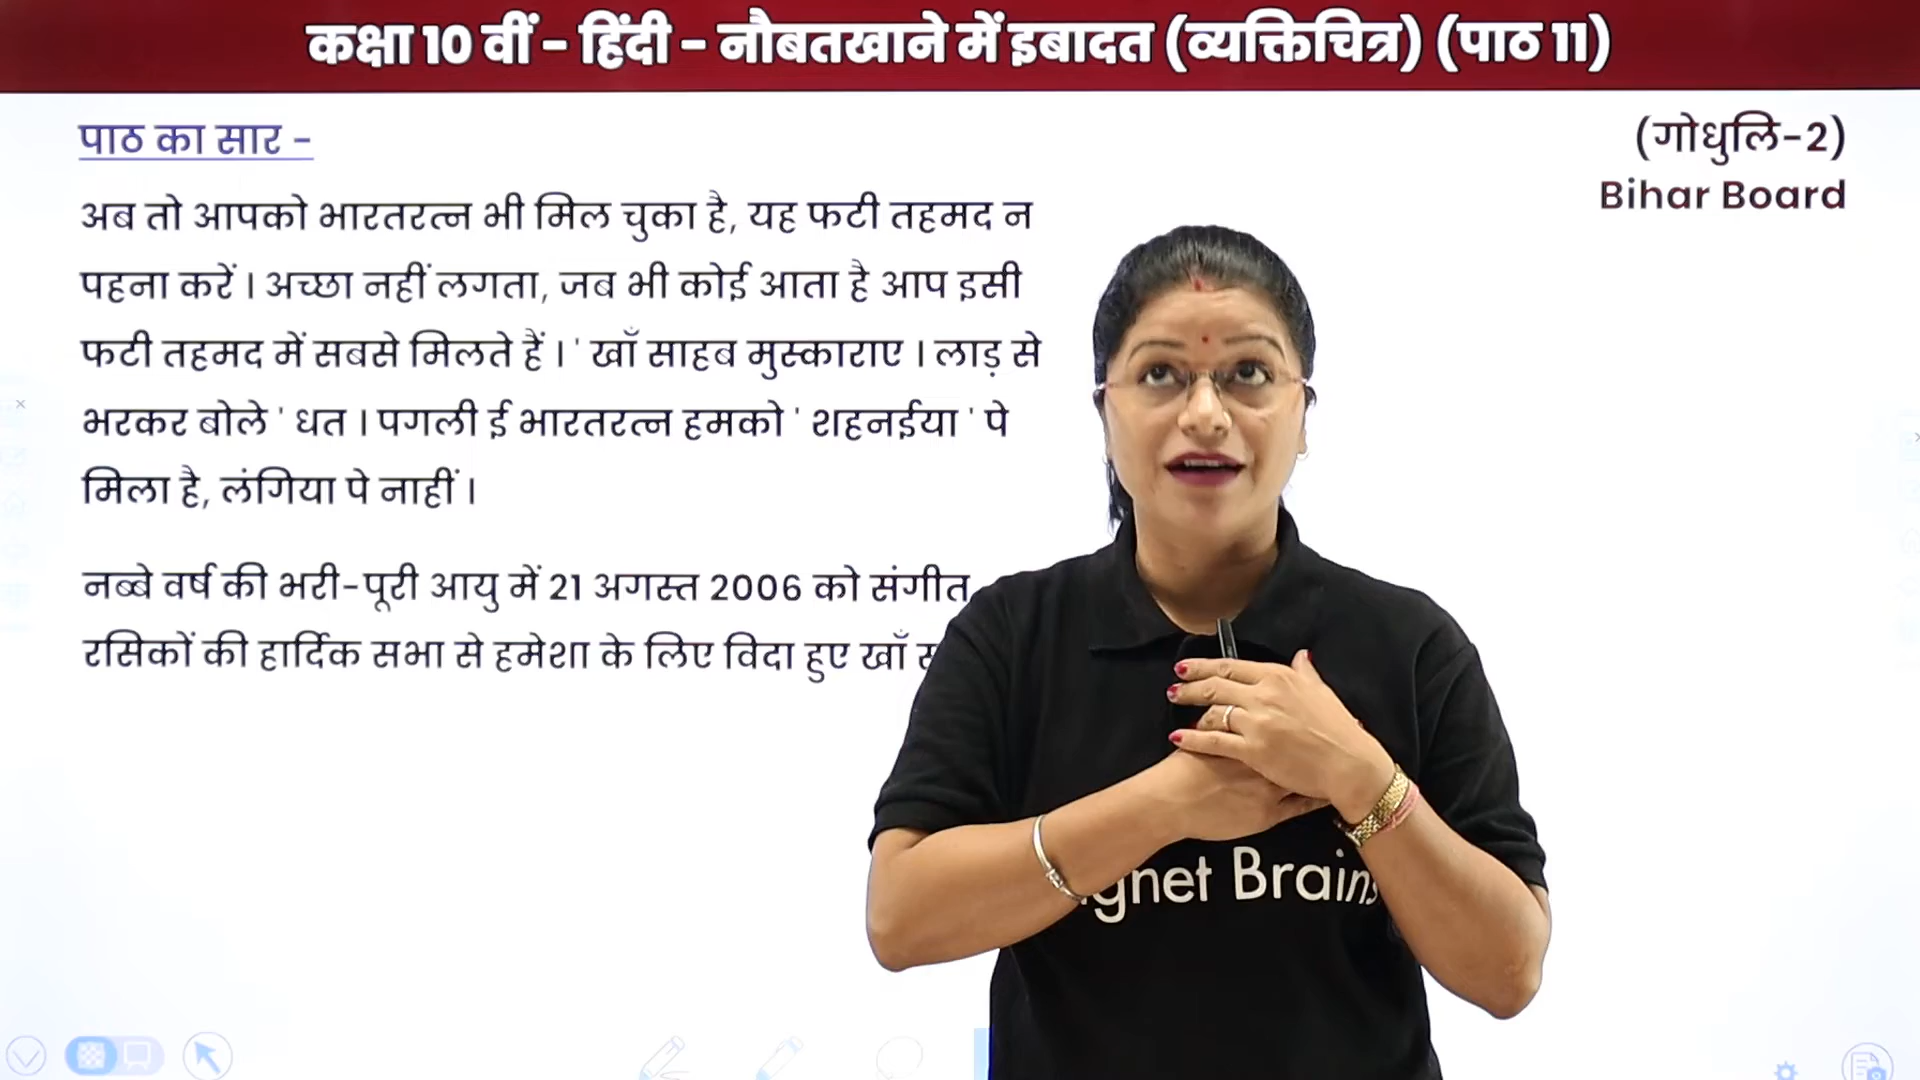 कक्षा 10 वीं – हिंदी – नौबतखाने में इबादत (व्यक्तिचित्र) (पाठ 11)
पाठ का सार –
(गोधुलि-2)
Bihar Board
अब तो आपको भारतरत्न भी मिल चुका है, यह फटी तहमद न
पहना करें । अच्छा नहीं लगता, जब भी कोई आता है आप इसी
फटी तहमद में सबसे मिलते हैं । ' खाँ साहब मुस्काराए । लाड़ से
भरकर बोले ' धत । पगली ई भारतरत्न हमको ' शहनईया ' पे
मिला है, लंगिया पे नाहीं ।
नब्बे वर्ष की भरी-पूरी आयु में 21 अगस्त 2006 को संगीत
रसिकों की हार्दिक सभा से हमेशा के लिए विदा हुए खाँ
Brains